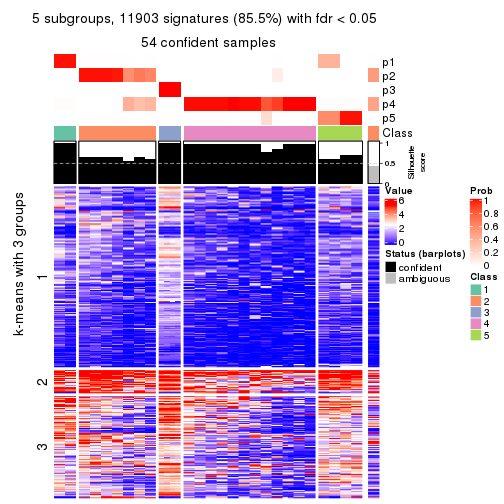 5 subgroups, 11903 signatures (85.5%) with fdr < 0.05
54 confident samples
p1
p2
p3
p4
p5
Class
1
0.5
0
Silhouette
score
k-means with 3 groups
1
2
3
Value
6
4
2
0
Status (barplots)
confident
ambiguous
Prob
1
0.8
0.6
0.4
0.2
0
Class
1
2
3
4
5